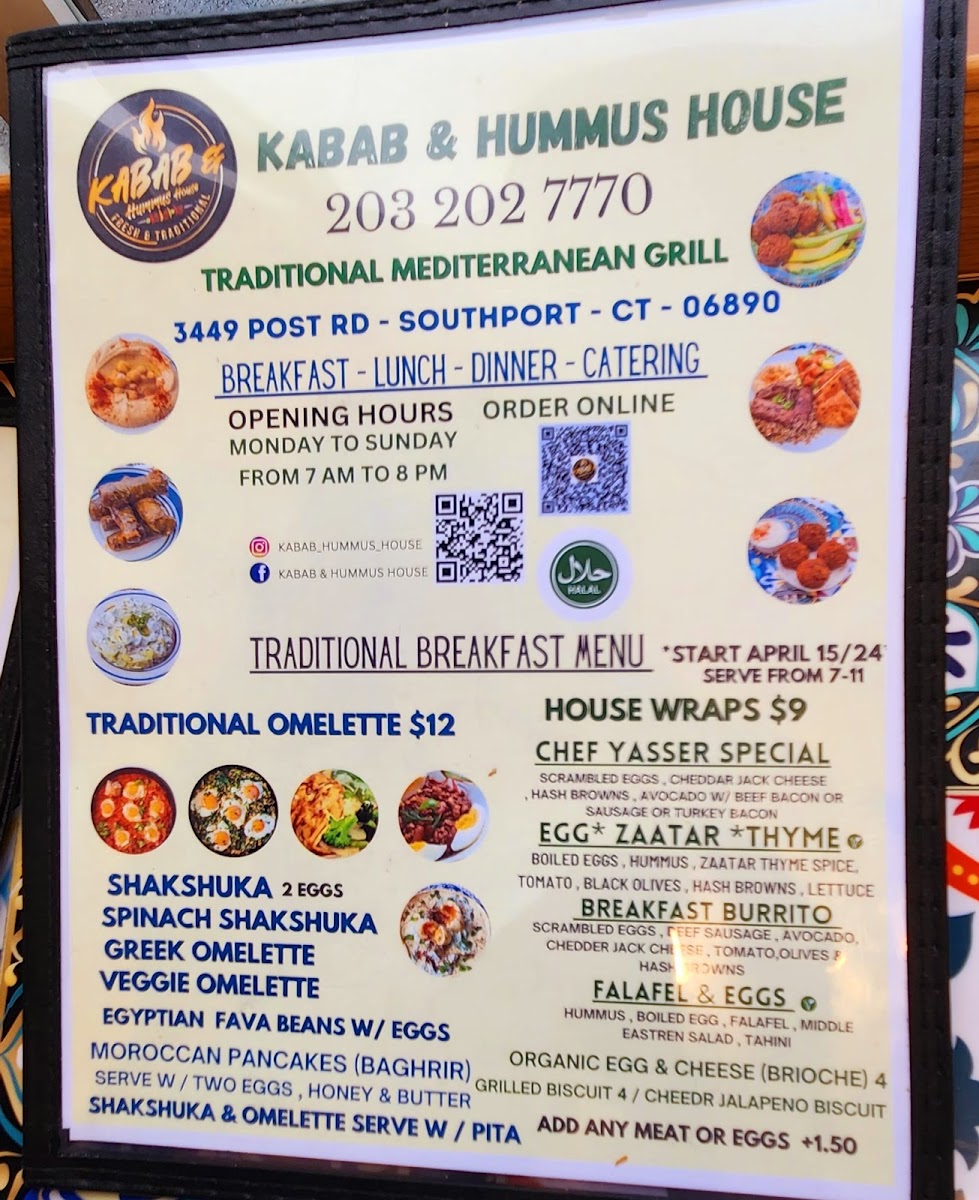 KABAB &
Hummus House
FRESH & TRADITIONAL
KABAB & HUMMUS HOUSE
203 202 7770
TRADITIONAL MEDITERRANEAN GRILL
3449 POST RD - SOUTHPORT - CT - 06890
BREAKFAST - LUNCH - DINNER - CATERING
OPENING HOURS
MONDAY TO SUNDAY
FROM 7 AM TO 8 PM
ORDER ONLINE
KABAB_HUMMUS_HOUSE
KABAB & HUMMUS HOUSE
حلال
HALAL
TRADITIONAL BREAKFAST MENU
*START APRIL 15/24*
SERVE FROM 7-11
TRADITIONAL OMELETTE $12
SHAKSHUKA 2 EGGS
SPINACH SHAKSHUKA
GREEK OMELETTE
VEGGIE OMELETTE
EGYPTIAN FAVA BEANS W/ EGGS
MOROCCAN PANCAKES (BAGHRIR)
SERVE W / TWO EGGS , HONEY & BUTTER
SHAKSHUKA & OMELETTE SERVE W / PITA
HOUSE WRAPS $9
CHEF YASSER SPECIAL
SCRAMBLED EGGS , CHEDDAR JACK CHEESE
, HASH BROWNS , AVOCADO W/ BEEF BACON OR
SAUSAGE OR TURKEY BACON
EGG* ZAATAR *THYME
BOILED EGGS , HUMMUS , ZAATAR THYME SPICE,
TOMATO , BLACK OLIVES , HASH BROWNS , LETTUCE
BREAKFAST BURRITO
SCRAMBLED EGGS , BEEF SAUSAGE , AVOCADO,
CHEDDER JACK CHEESE , TOMATO,OLIVES &
HASH BROWNS
FALAFEL & EGGS
HUMMUS , BOILED EGG , FALAFEL , MIDDLE
EASTREN SALAD , TAHINI
ORGANIC EGG & CHEESE (BRIOCHE) 4
GRILLED BISCUIT 4 / CHEEDR JALAPENO BISCUIT
ADD ANY MEAT OR EGGS +1.50